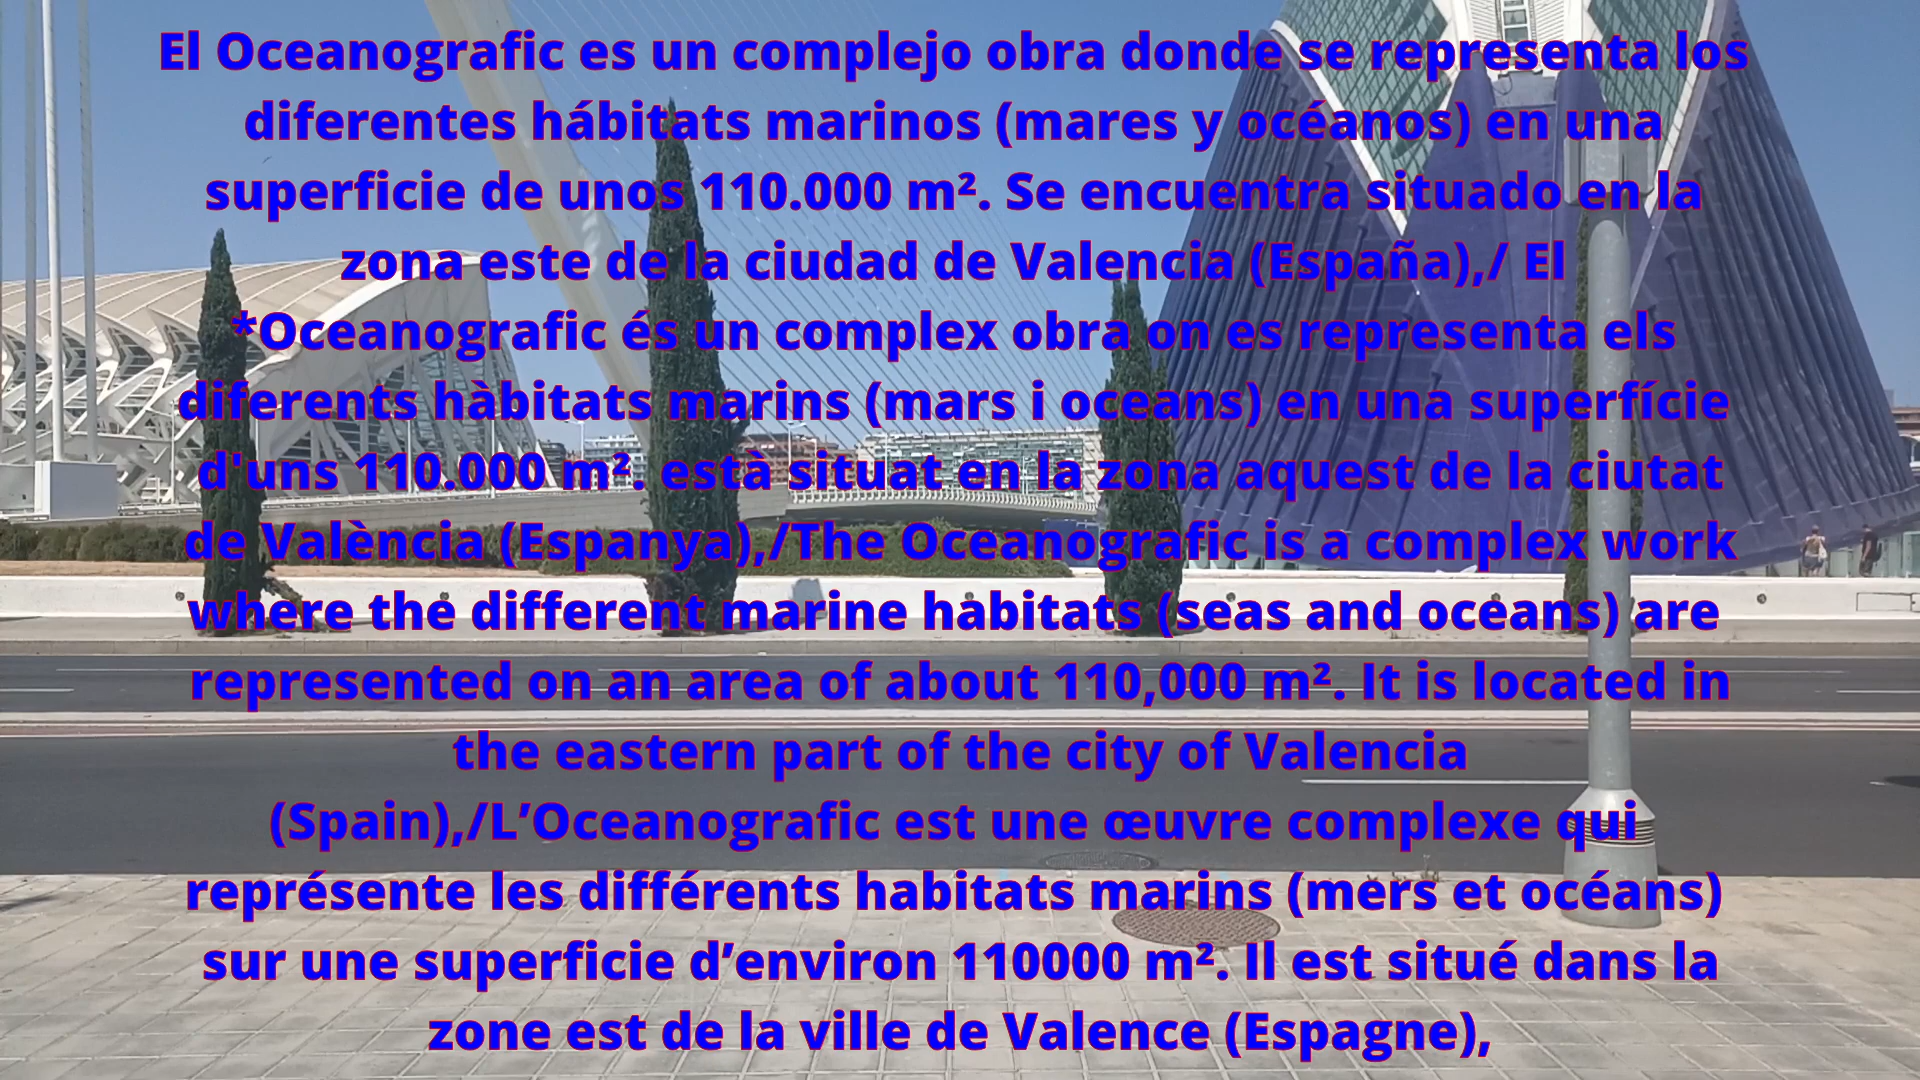 El Oceanografic es un complejo obra donde se representa los
diferentes hábitats marinos (mares y océanos) en una
superficie de unos 110.000 m². Se encuentra situado en la
zona este de la ciudad de Valencia (España),/ El
*Oceanografic és un complex obra on es representa els
diferents hàbitats marins (mars i oceans) en una superfície
d'uns 110.000 m². està situat en la zona aquest de la ciutat
de València (Espanya),/The Oceanografic is a complex work
where the different marine habitats (seas and oceans) are
represented on an area of about 110,000 m². It is located in
the eastern part of the city of Valencia
(Spain),/L’Oceanografic est une œuvre complexe qui
représente les différents habitats marins (mers et océans)
sur une superficie d’environ 110000 m². Il est situé dans la
zone est de la ville de Valence (Espagne),